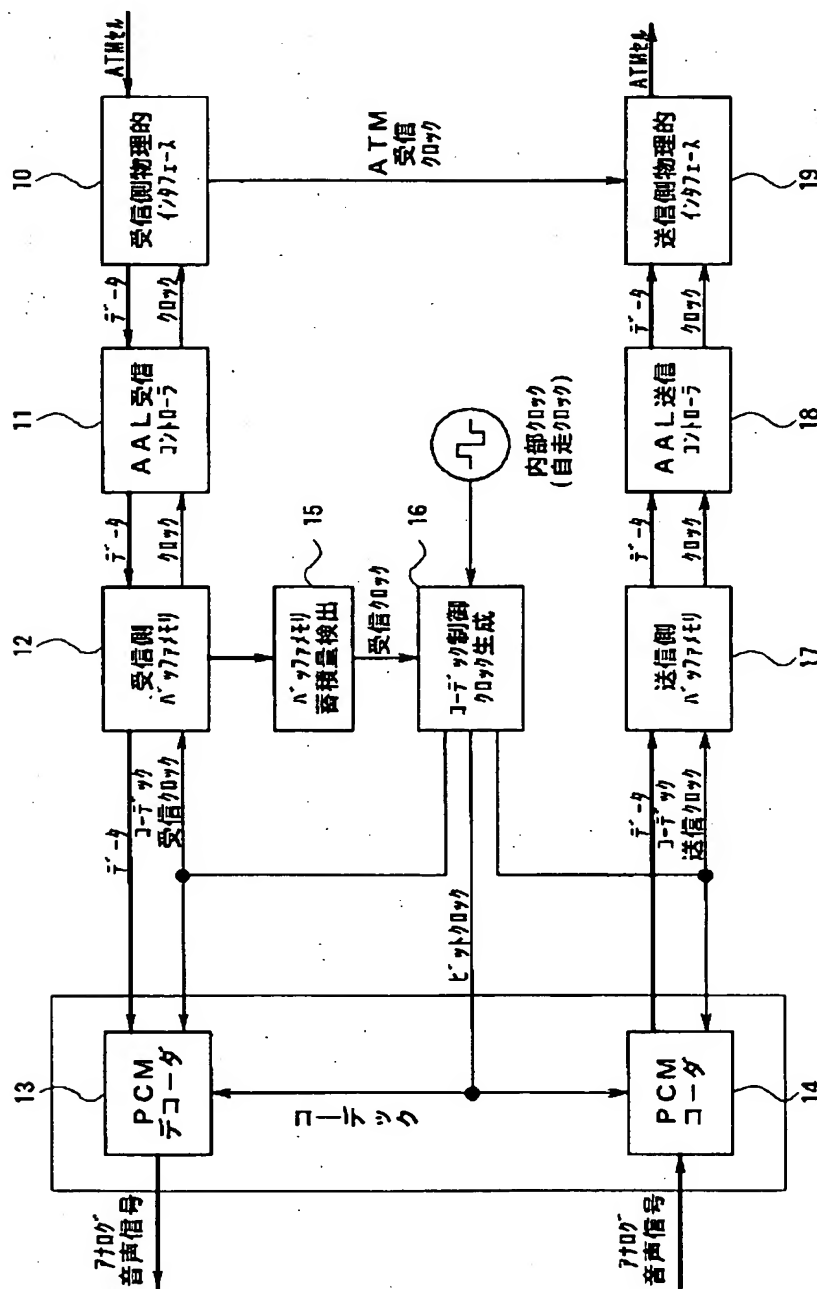 ATMセル
10
受信側物理的
インタフェース
データ
クロック
11
AAL受信
コントローラ
データ
クロック
12
受信側
バッファメモリ
データ
コーデック
受信クロック
13
PCM
デコーダ
アナログ
音声信号
ATM
受信
クロック
15
バッファメモリ
蓄積量検出
受信クロック
16
コーデック制御
クロック生成
内部クロック
(自走クロック)
ビットクロック
コーデック
アナログ
音声信号
PCM
コーダ
14
データ
コーデック
送信クロック
送信側
バッファメモリ
17
データ
クロック
AAL送信
コントローラ
18
データ
クロック
送信側物理的
インタフェース
19
ATMセル